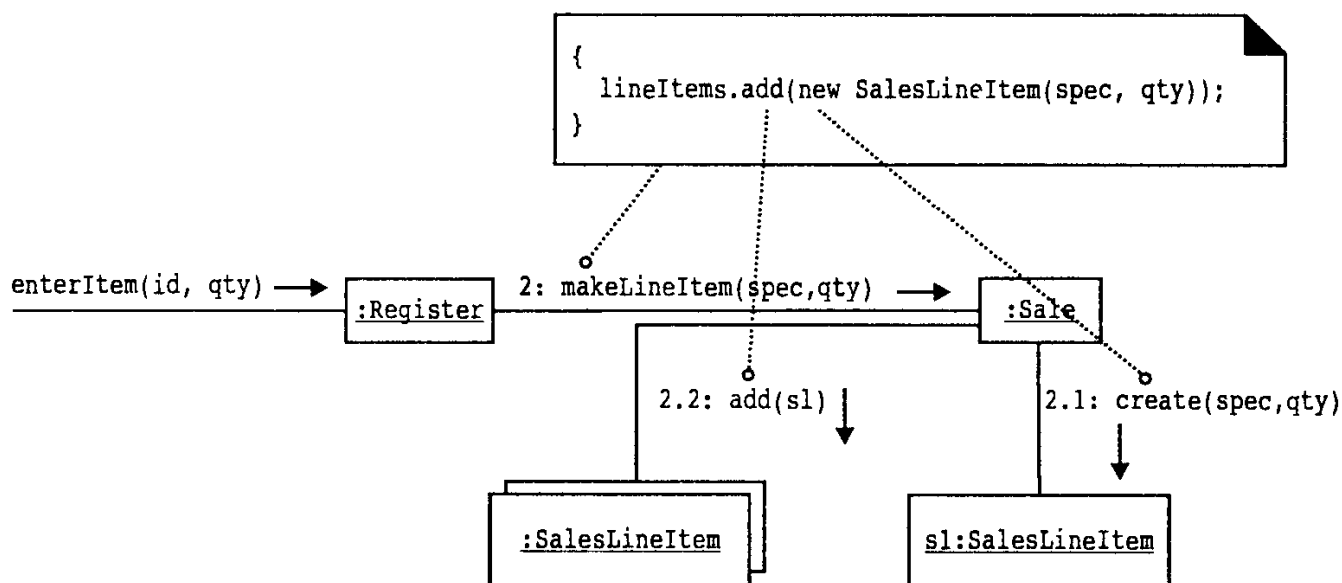 {
lineItems.add(new SalesLineItem(spec, qty));
}
enterItem(id, qty)
:Register
2: makeLineItem(spec,qty)
:Sale
2.2: add(sl)
2.1: create(spec,qty)
:SalesLineItem
sl:SalesLineItem